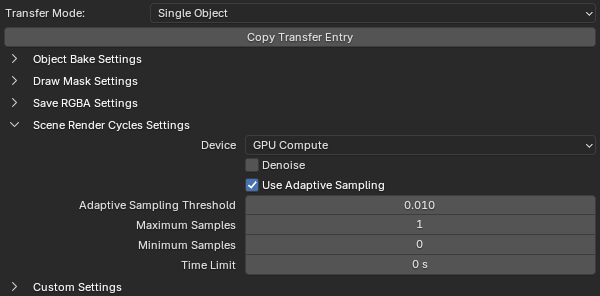 Transfer Mode: Single Object
Copy Transfer Entry
Object Bake Settings
Draw Mask Settings
Save RGBA Settings
Scene Render Cycles Settings
Device GPU Compute
Denoise
Use Adaptive Sampling
Adaptive Sampling Threshold 0.010
Maximum Samples 1
Minimum Samples 0
Time Limit 0 s
Custom Settings